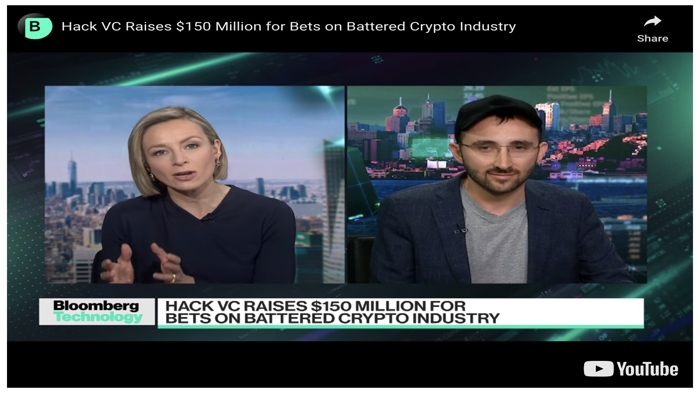 B
Hack VC Raises $150 Million for Bets on Battered Crypto Industry
Share
Bloomberg
Technology
HACK VC RAISES $150 MILLION FOR
BETS ON BATTERED CRYPTO INDUSTRY
YouTube